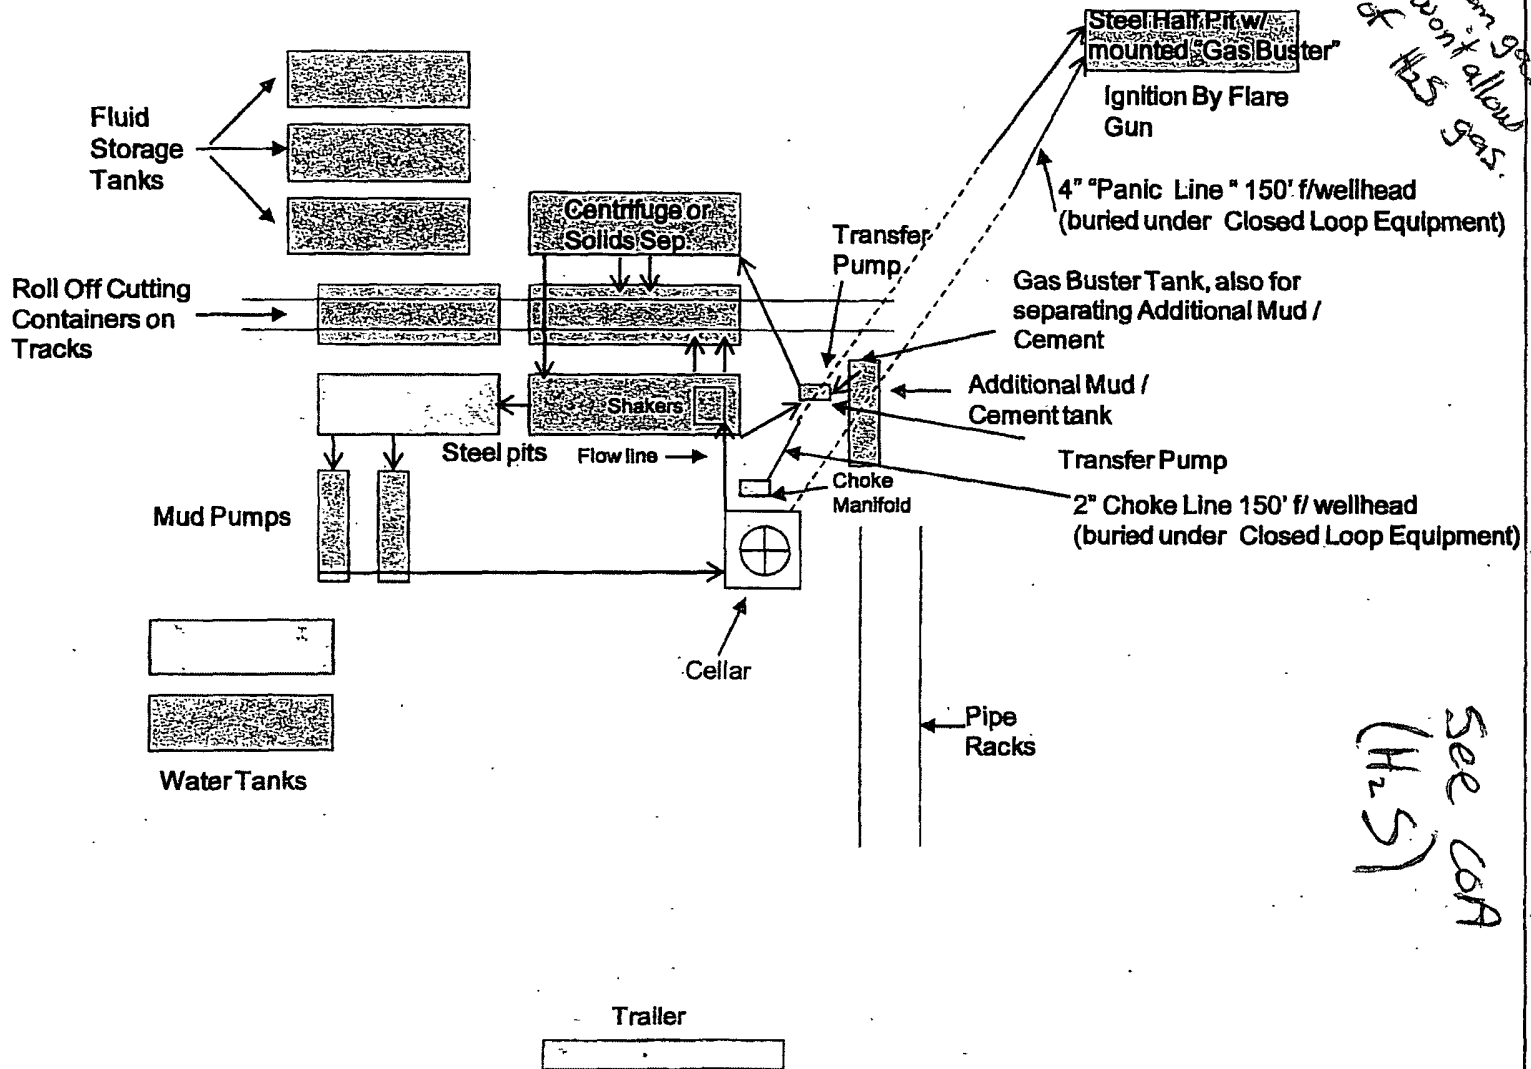 Steel Half Pit w/
mounted "Gas Buster"
Ignition By Flare
Gun
won't allow
of H2S gas.
Fluid
Storage
Tanks
4" "Panic Line " 150' f/wellhead
(buried under Closed Loop Equipment)
Centrifuge or
Solids Sep.
Transfer
Pump
Roll Off Cutting
Containers on
Tracks
Gas Buster Tank, also for
separating Additional Mud /
Cement
Additional Mud /
Cement tank
Shakers
Steel pits
Flow line
Transfer Pump
Choke
Manifold
2" Choke Line 150' f/ wellhead
(buried under Closed Loop Equipment)
Mud Pumps
Cellar
Pipe
Racks
Water Tanks
See COA
(H2S)
Trailer